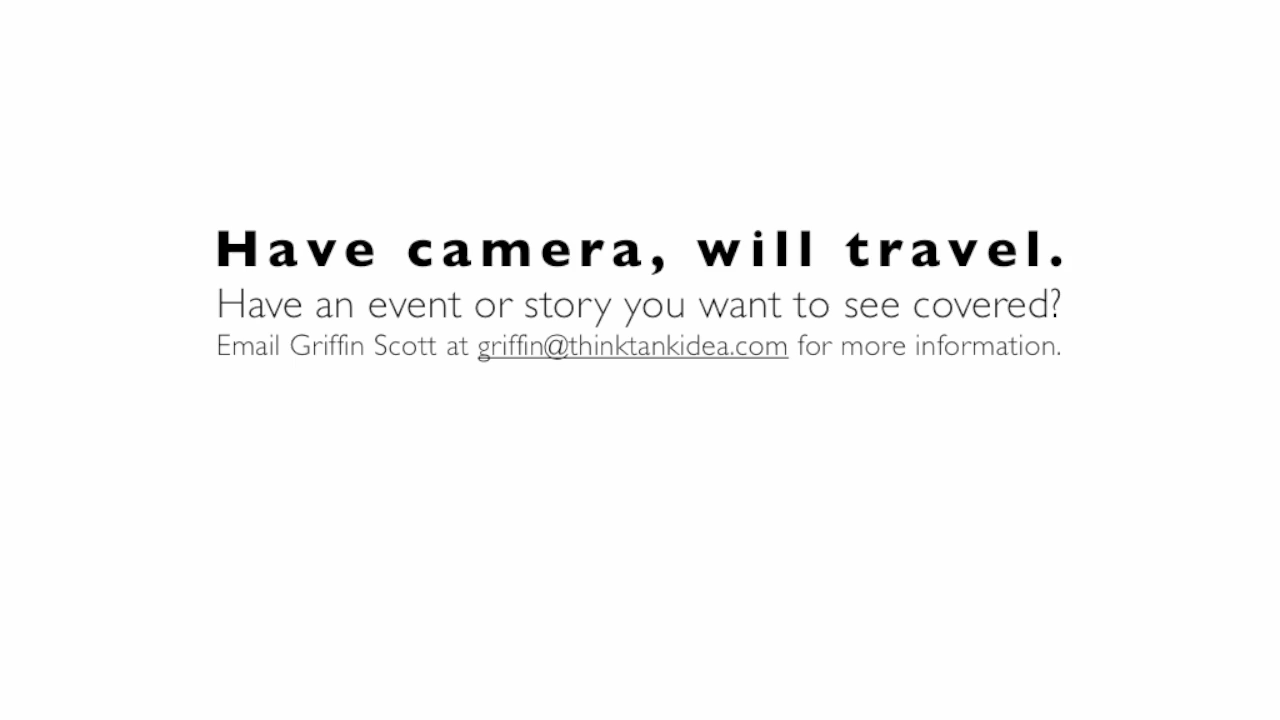 Have camera, will travel.
Have an event or story you want to see covered?
Email Griffin Scott at griffin@thinktankidea.com for more information.